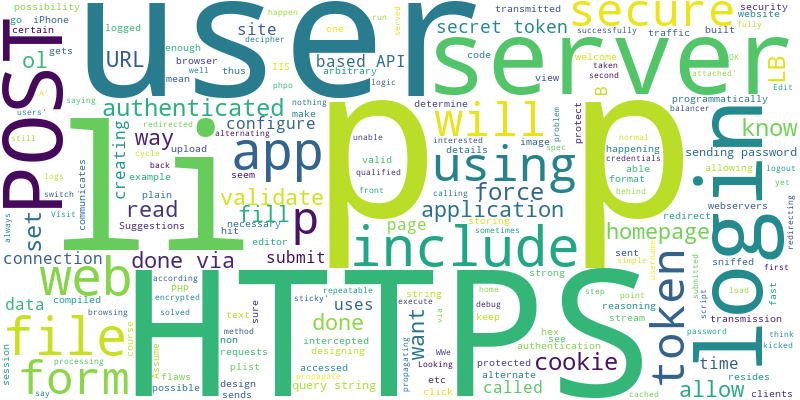 possibility
go iPhone
certain
logged
happen
run
served
transmitted
security
website
user
secure
secret token
site
decipher
one
enough
browser
gets
URL
thus
well
mean
traffic
built
code
successfully
OK
fully
attached'
based API
arbitrary
IIS
phpo
logic
view
welcome
taken
second
LB
Edit
server
POST
ol
A'
users'
saying
authenticated
creating
way
upload
redirected
alternating
nothing
make
configure
determine
B
programmatically
balancer
protect
will
image
interested
details
problem
unable
qualified
normal
happening
credentials
know
login
sending password
logout
yet
allowing
able
format
behind
storing
sometimes
calling
spec
app
using
force
application
valid
front
cycle
back
seem
example
plain
validate
fill
read
Suggestions
necessary
hit
editor
page
homepage
webservers
redirect
redirecting
set
still
logs
switch
Visit
communicates
always
connection
done via
submit
p
li
pp
include
sent
simple
username
token
sniffed
first
strong
web
according
PHP
encrypted
sticky'
repeatable
execute
string
uses
sure
solved
compiled
browsing
data
file
text
done
method
non
want
via
home
debug
keep
step
point
stream
reasoning
hex
see
authentication
submitted
script
load
password
transmission
time
fast
think
kicked
HTTPS
session
processing
course
Assume
flaws
possible
requests
intercepted
designing
plist
accessed
propagate
propagating
WWe
Looking
protected
alternate
cookie
allow
resides
clients
form
say
design
sends
query string
etc
click
called
cached